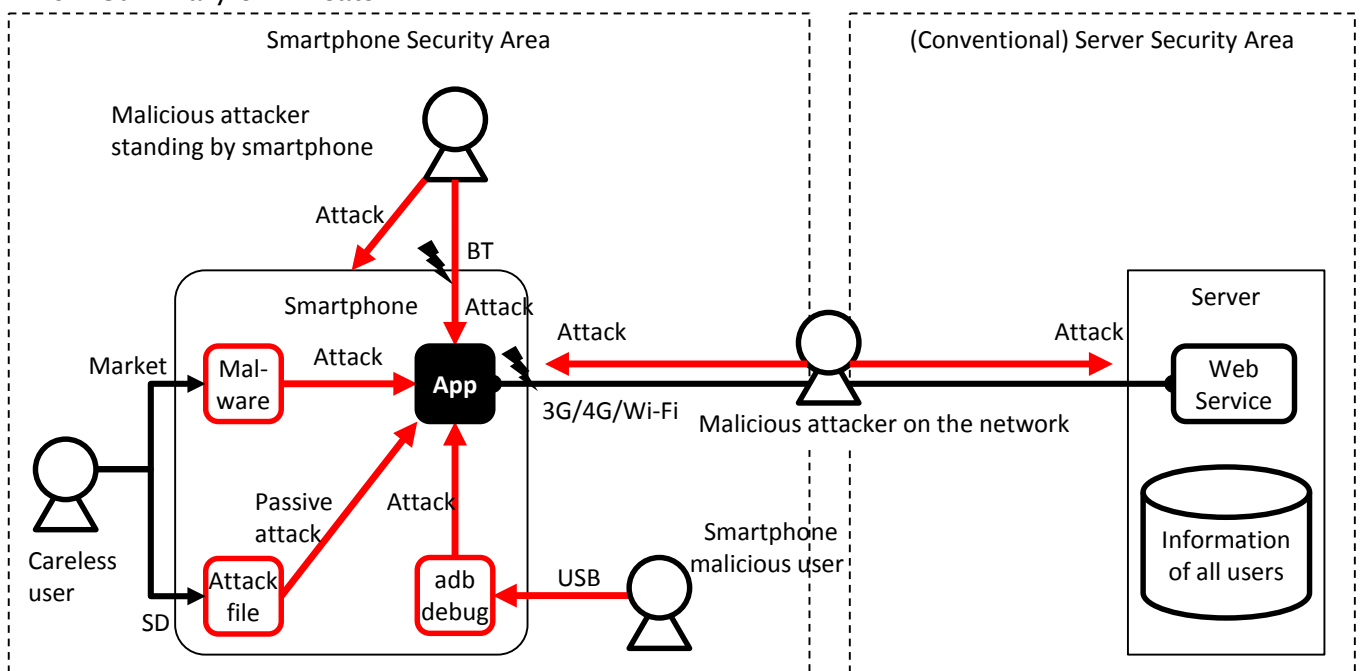 Smartphone Security Area
(Conventional) Server Security Area
Malicious attacker
standing by smartphone
Attack
BT
Smartphone
Attack
Server
Market
Mal-
ware
Attack
App
Attack
Attack
Web
Service
3G/4G/Wi-Fi
Malicious attacker on the network
Careless
user
Passive
attack
Attack
Smartphone
malicious user
Information
of all users
SD
Attack
file
adb
debug
USB